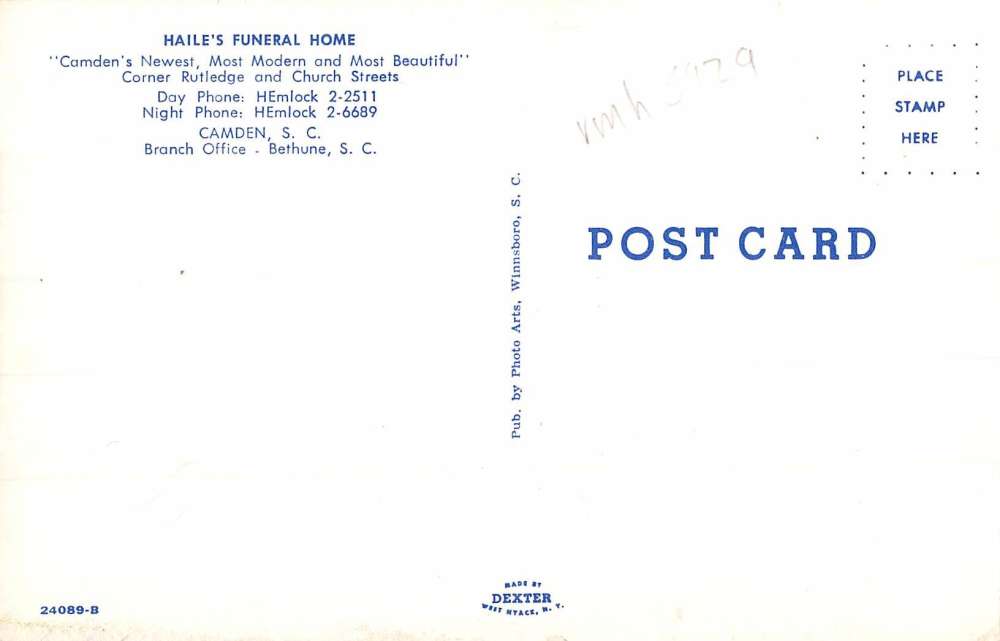 HAILE'S FUNERAL HOME
"Camden's Newest, Most Modern and Most Beautiful"
Corner Rutledge and Church Streets
Day Phone: HEmlock 2-2511
Night Phone: HEmlock 2-6689
CAMDEN, S. C.
Branch Office - Bethune, S. C.
24089-B
Pub. by Photo Arts, Winnsboro, S. C.
MADE BY
DEXTER
WEST NYACK, N. Y.
PLACE
STAMP
HERE
POST CARD